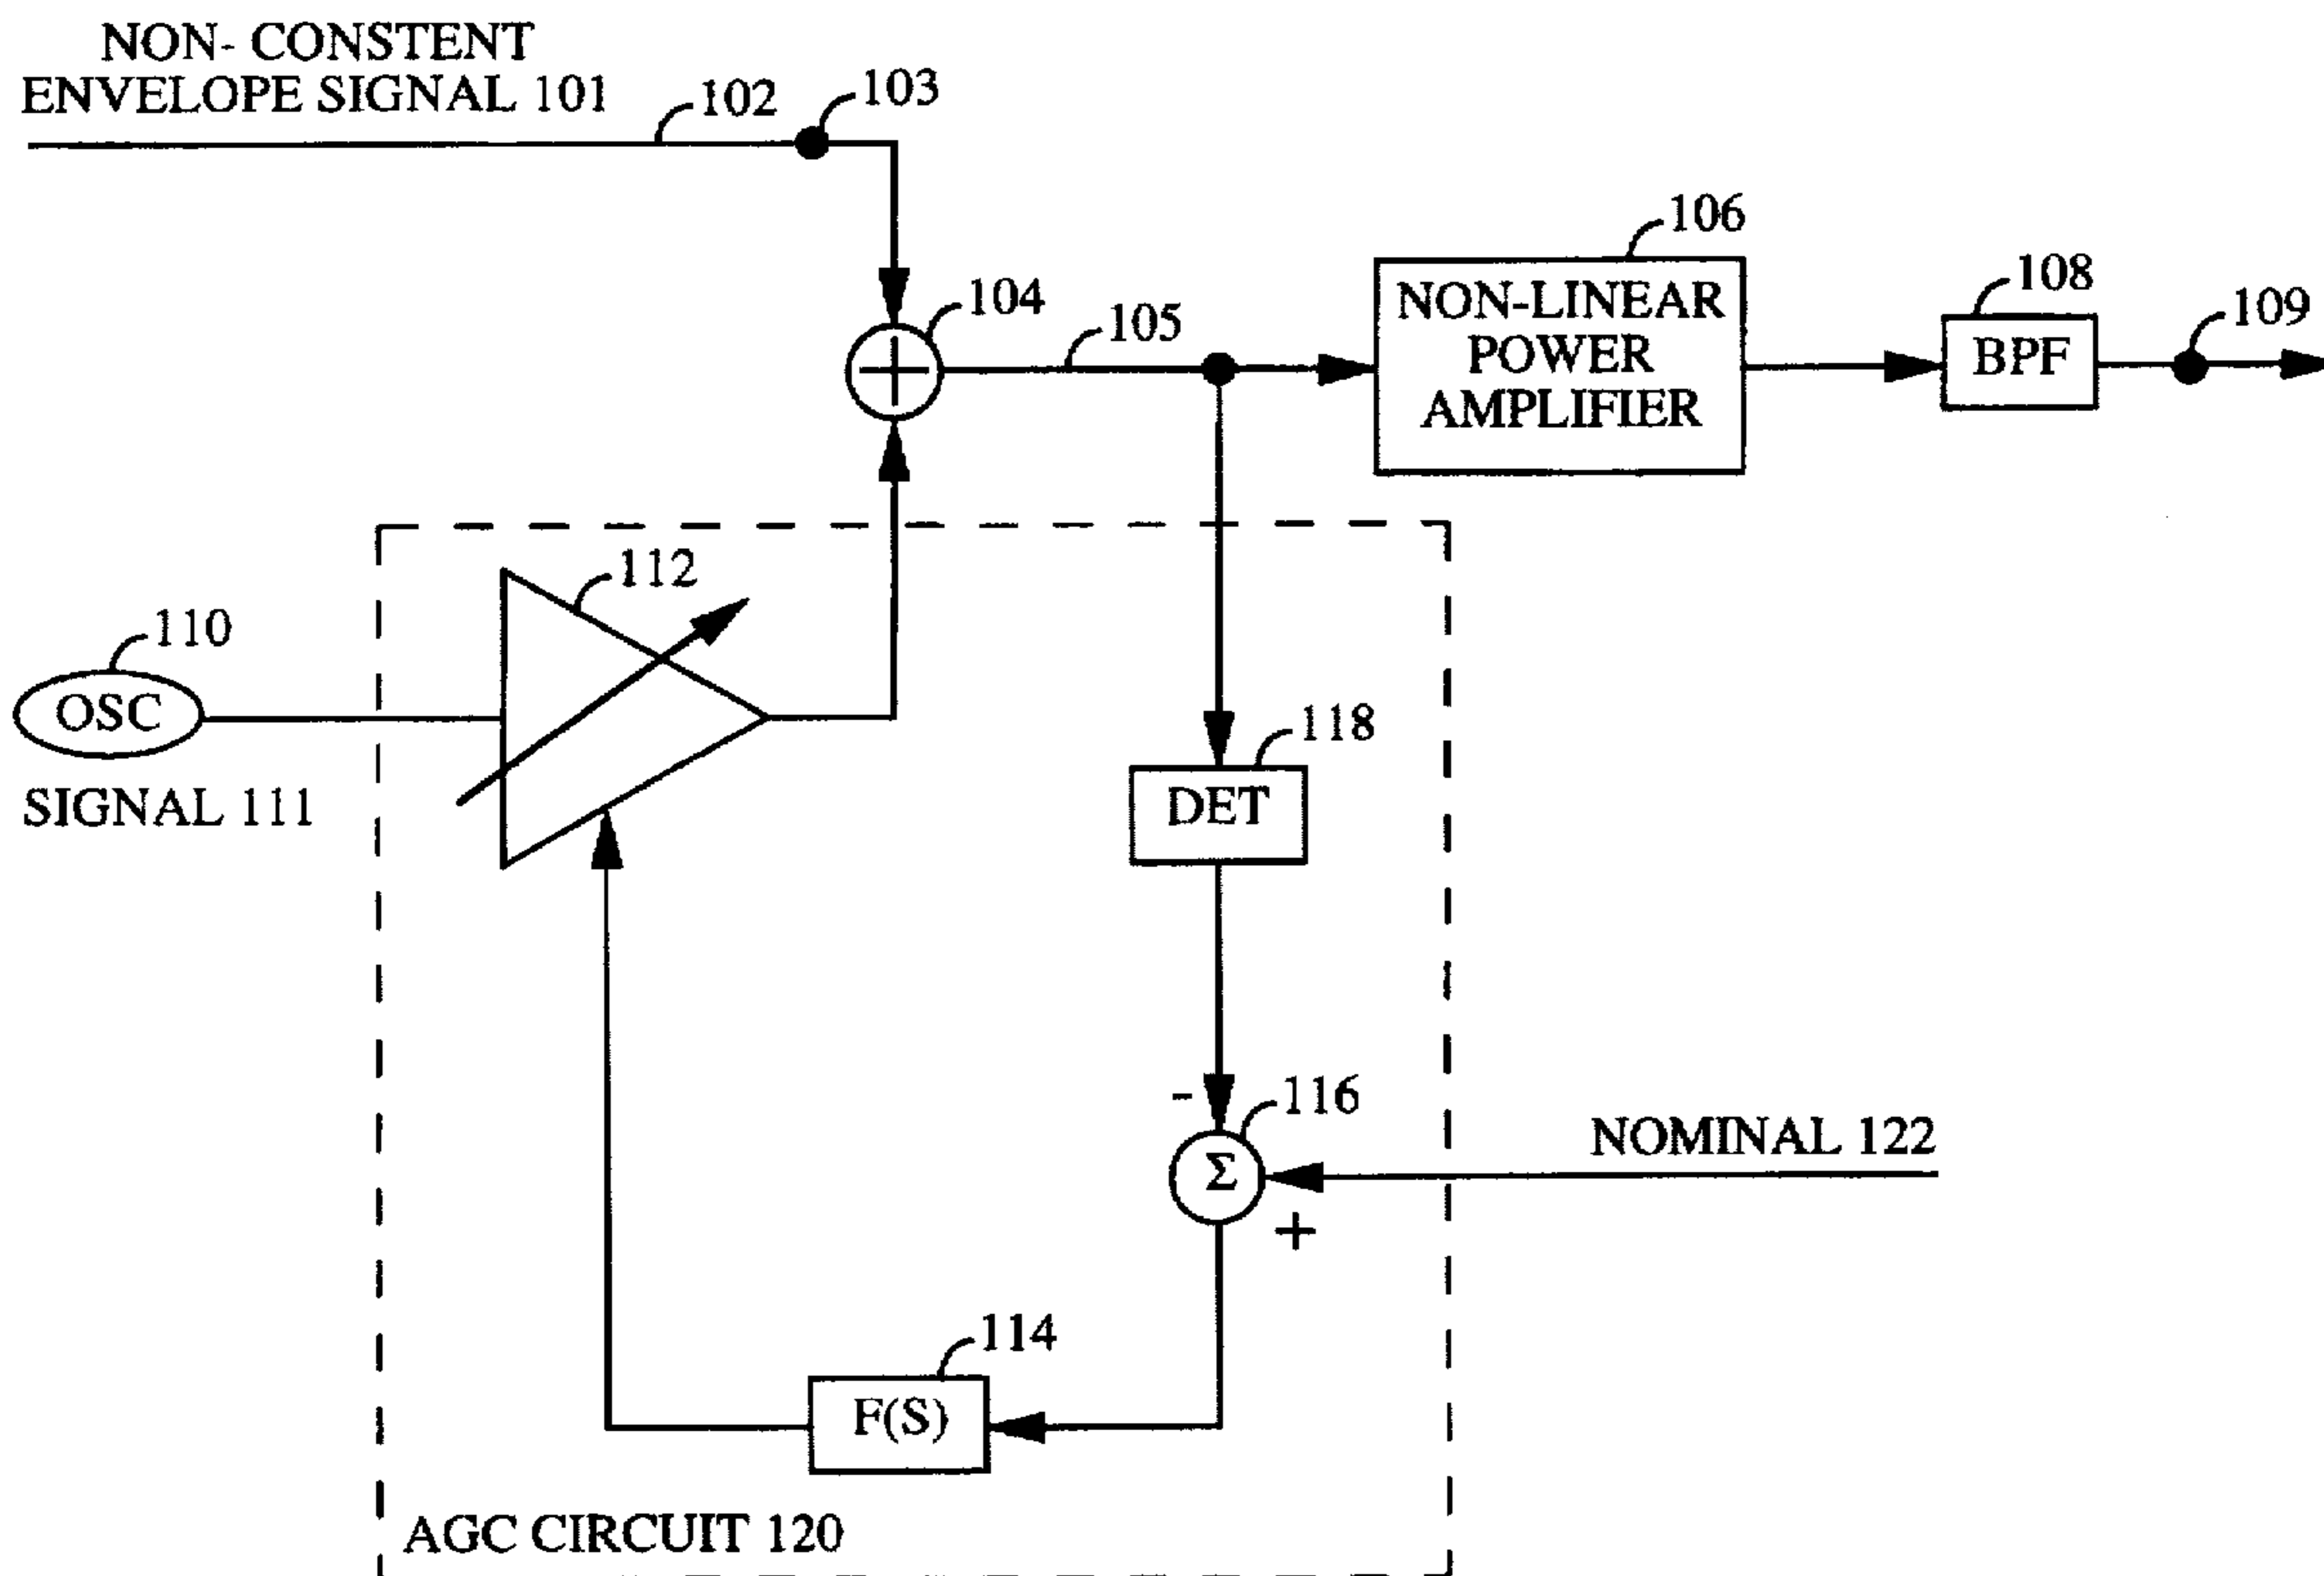 NON- CONSTENT
ENVELOPE SIGNAL 101
102
103
104
105
106
NON-LINEAR
POWER
AMPLIFIER
108
BPF
109
110
OSC
SIGNAL 111
112
118
DET
-
116
Σ
+
NOMINAL 122
114
F(S)
AGC CIRCUIT 120